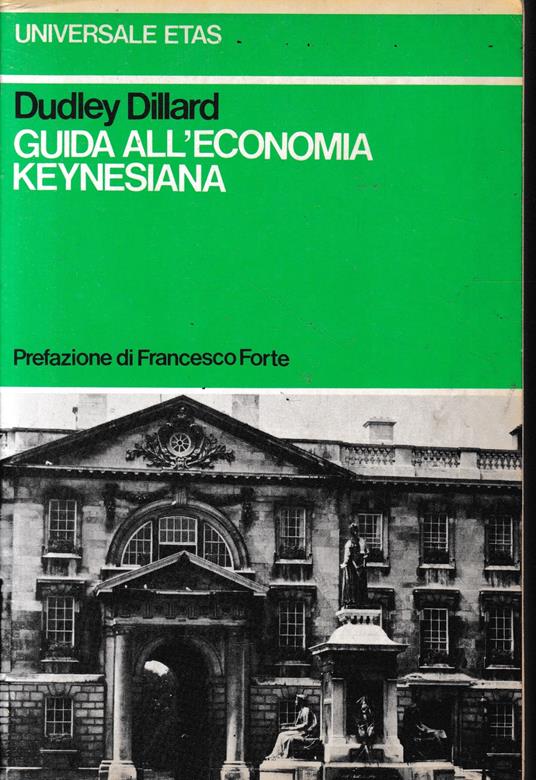 UNIVERSALE ETAS
Dudley Dillard
GUIDA ALL'ECONOMIA
KEYNESIANA
Prefazione di Francesco Forte